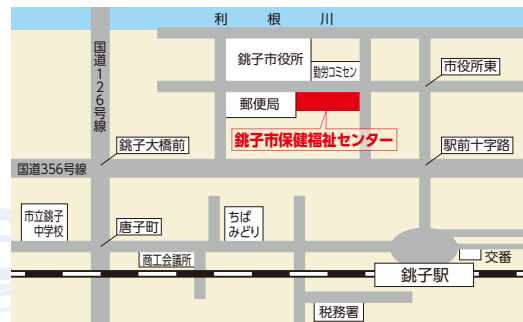 利根川
国道126号線
銚子市役所
勤労コミセン
市役所東
郵便局
銚子市保健福祉センター
銚子大橋前
駅前十字路
国道356号線
市立銚子
中学校
唐子町
ちば
みどり
商工会議所
交番
銚子駅
税務署